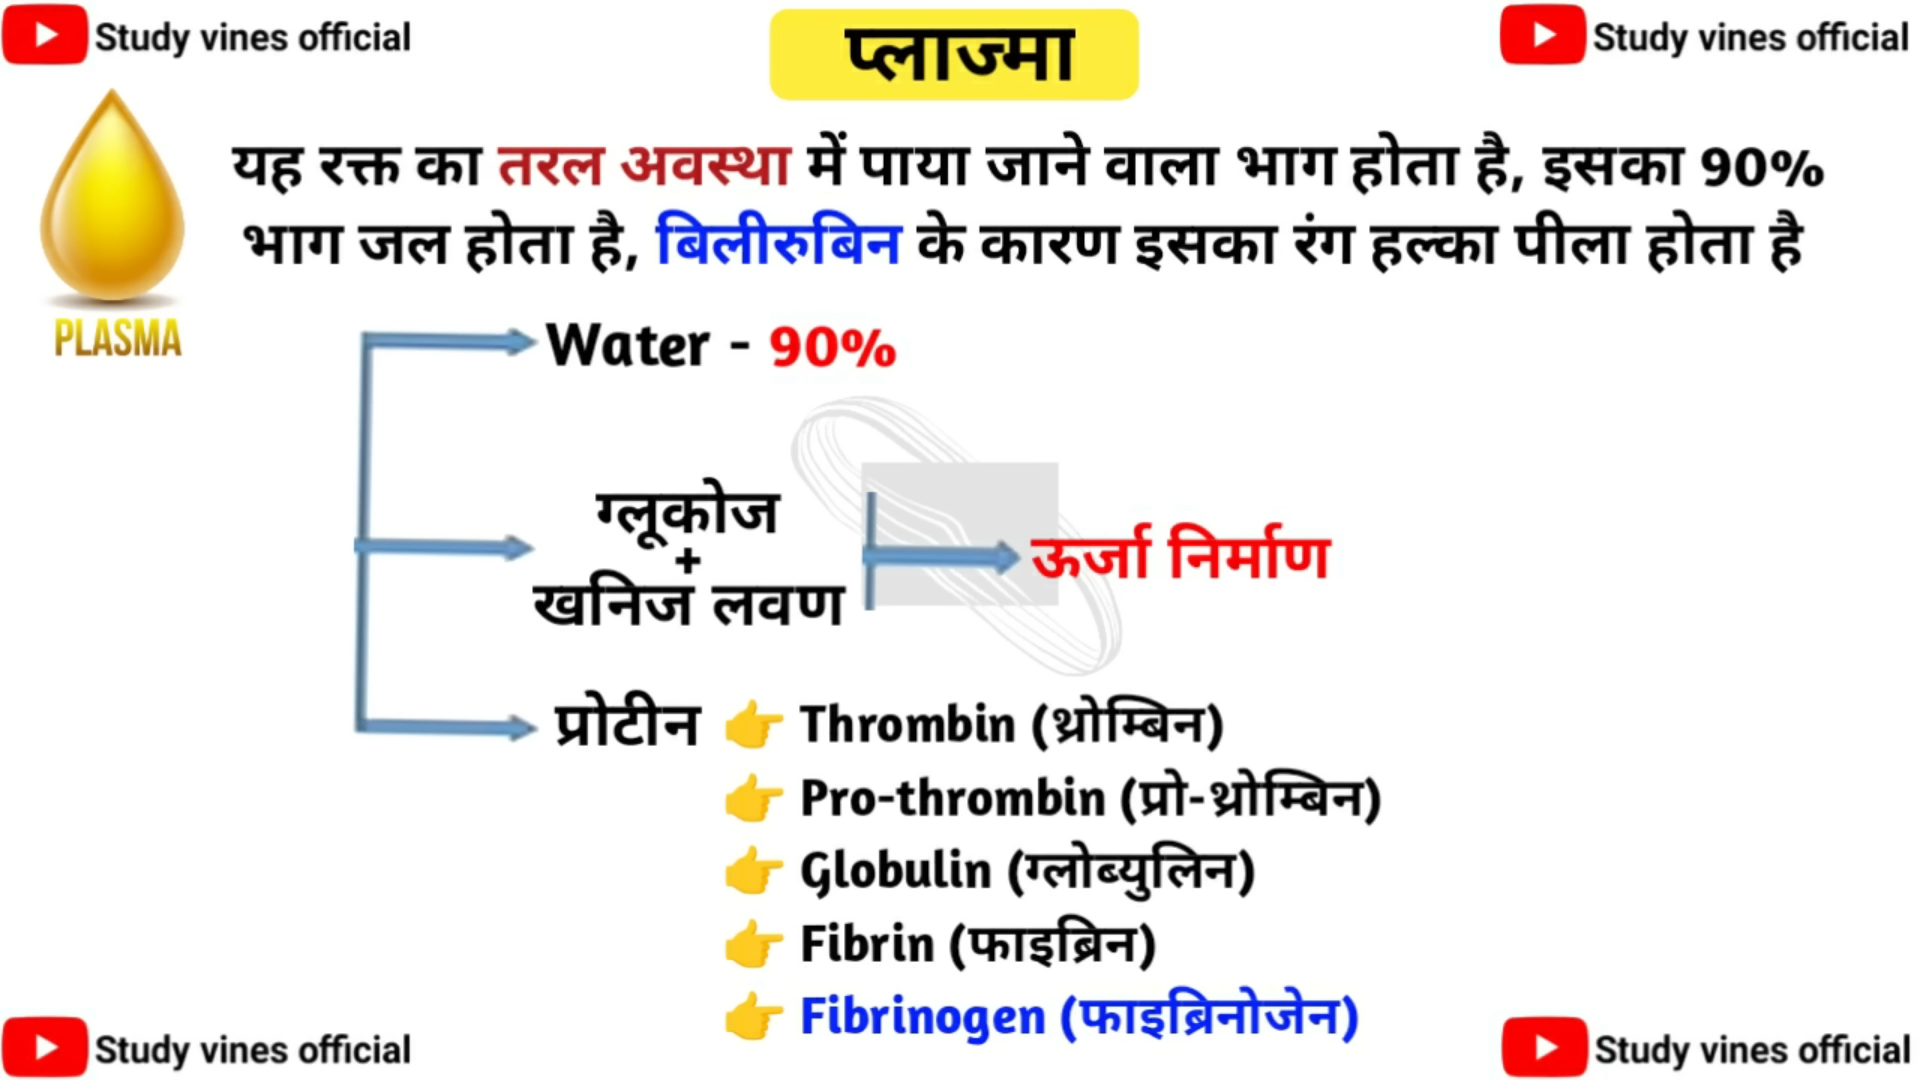 Study vines official
प्लाज्मा
Study vines official
यह रक्त का तरल अवस्था में पाया जाने वाला भाग होता है, इसका 90%
भाग जल होता है, बिलीरुबिन के कारण इसका रंग हल्का पीला होता है
PLASMA
Water - 90%
ग्लूकोज
+
खनिज लवण
ऊर्जा निर्माण
प्रोटीन 👉 Thrombin (थ्रोम्बिन)
👉 Pro-thrombin (प्रो-थ्रोम्बिन)
👉 Globulin (ग्लोब्युलिन)
👉 Fibrin (फाइब्रिन)
👉 Fibrinogen (फाइब्रिनोजेन)
Study vines official
Study vines official